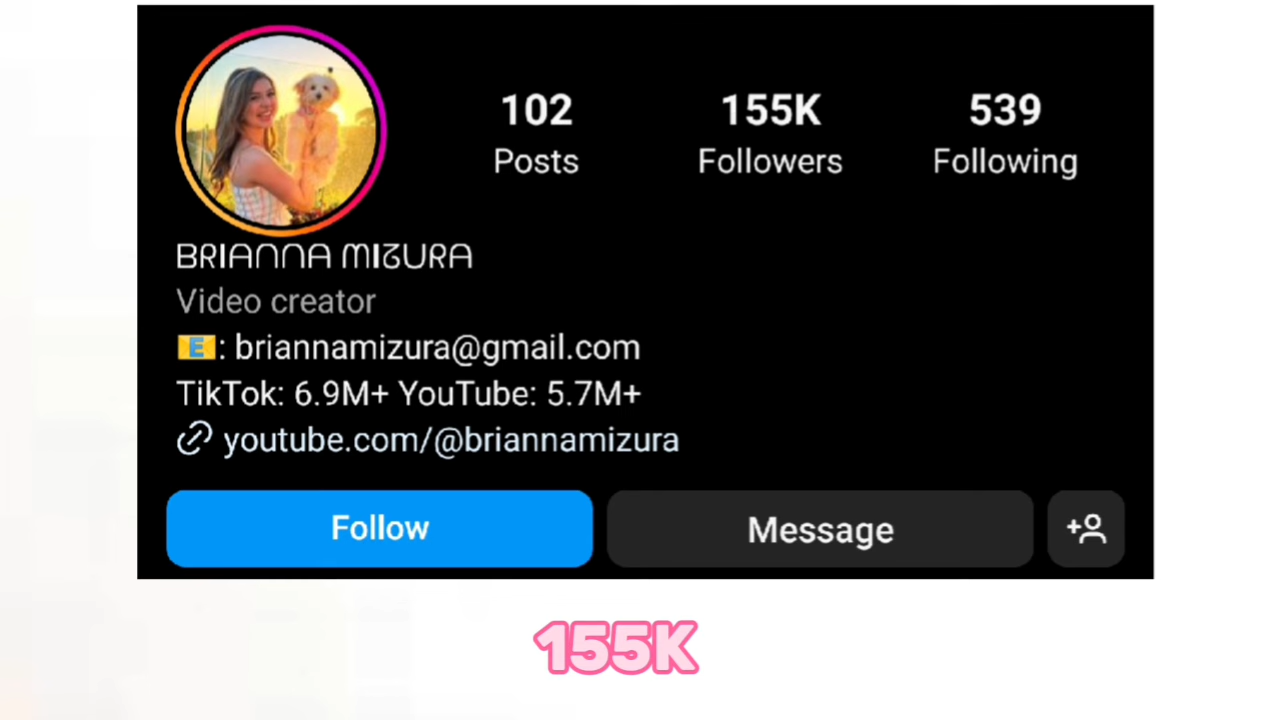 102 155K 539
Posts Followers Following
BRIANNA MIZURA
Video creator
E: briannamizura@gmail.com
TikTok: 6.9M+ YouTube: 5.7M+
youtube.com/@briannamizura
Follow Message
155K